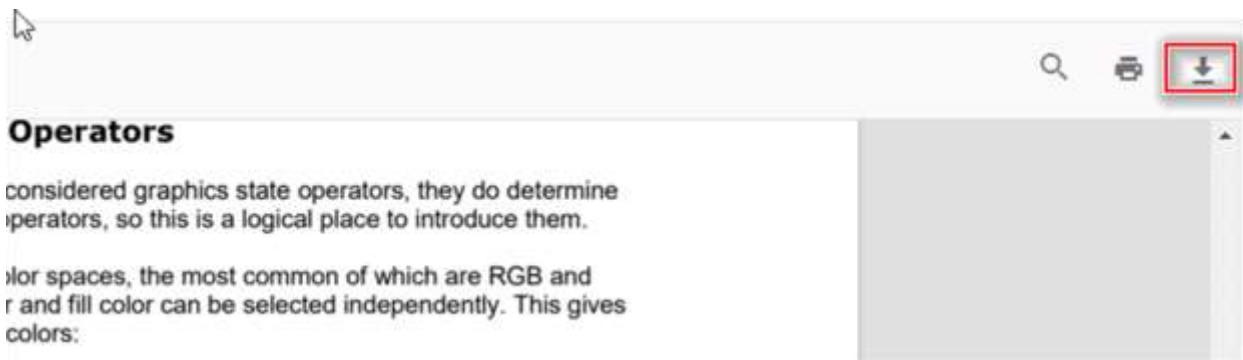 Operators
considered graphics state operators, they do determine
operators, so this is a logical place to introduce them.
color spaces, the most common of which are RGB and
r and fill color can be selected independently. This gives
colors: